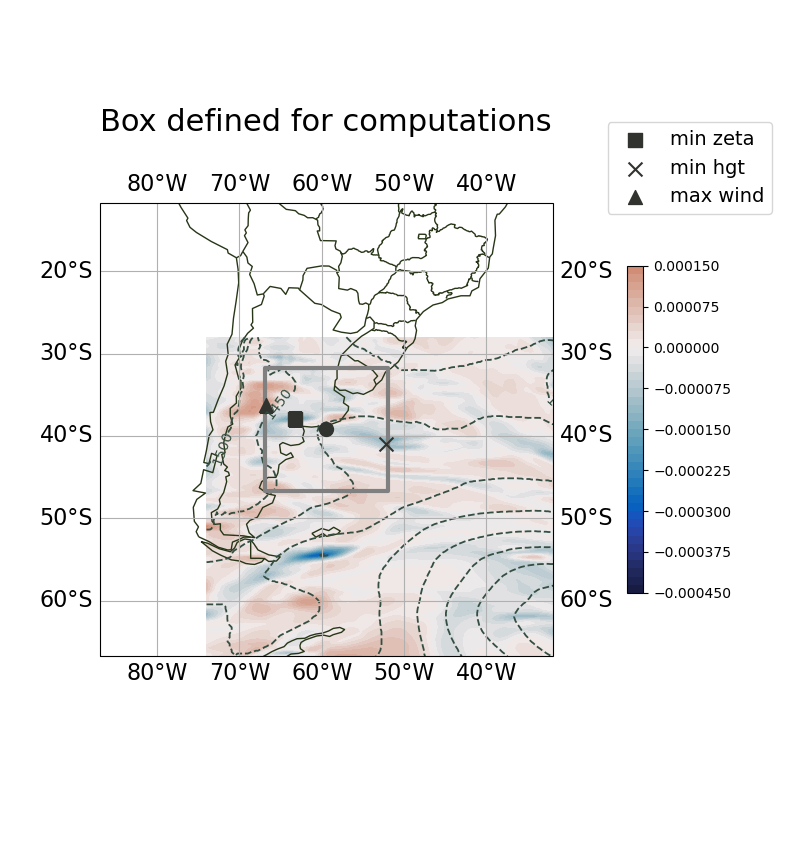 Box defined for computations
min zeta
min hgt
max wind
80°W 70°W 60°W 50°W 40°W
20°S 20°S
30°S 30°S
40°S 40°S
50°S 50°S
60°S 60°S
80°W 70°W 60°W 50°W 40°W
1450
0.000150
0.000075
0.000000
−0.000075
−0.000150
−0.000225
−0.000300
−0.000375
−0.000450